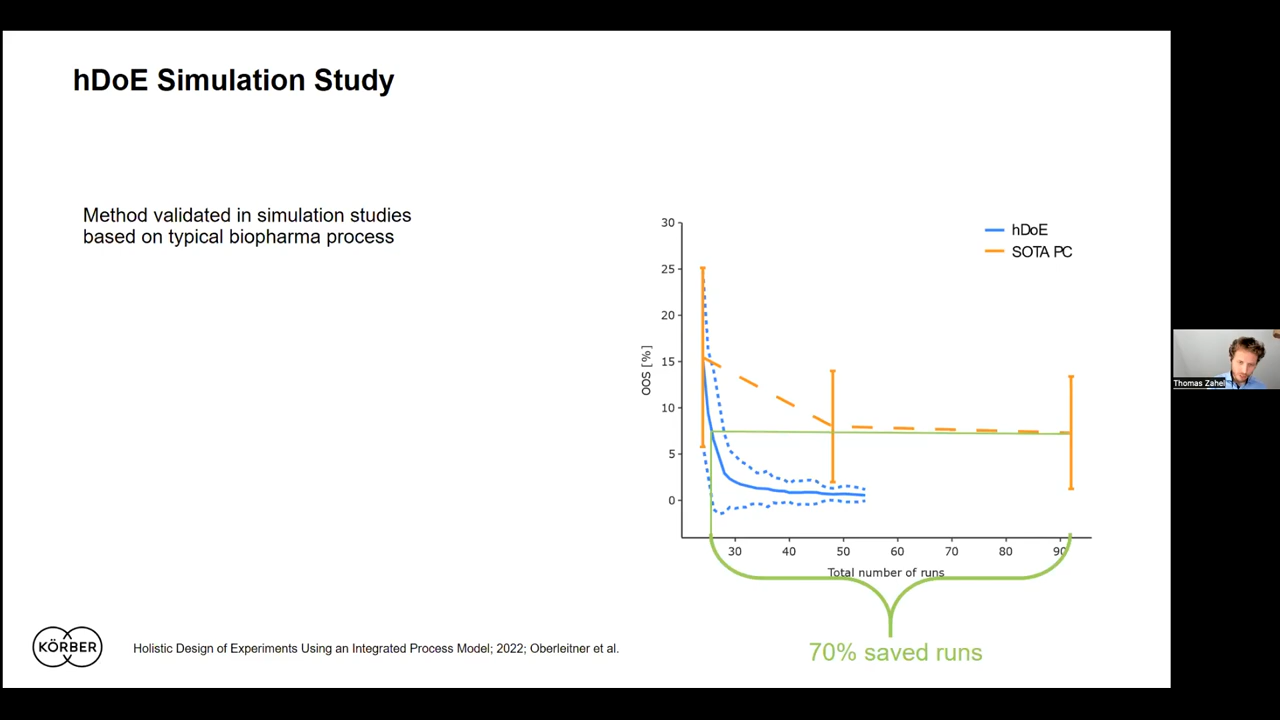 hDoE Simulation Study
Method validated in simulation studies
based on typical biopharma process
30
25
20
15
10
5
0
OOS [%]
hDoE
SOTA PC
30
40
50
60
70
80
90
Total number of runs
70% saved runs
KÖRBER
Holistic Design of Experiments Using an Integrated Process Model; 2022; Oberleitner et al.
Thomas Zahel